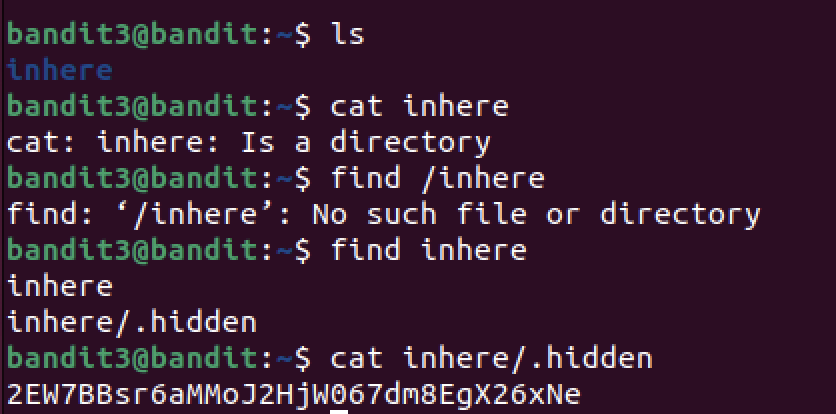 bandit3@bandit:~$ ls
inhere
bandit3@bandit:~$ cat inhere
cat: inhere: Is a directory
bandit3@bandit:~$ find /inhere
find: ‘/inhere’: No such file or directory
bandit3@bandit:~$ find inhere
inhere
inhere/.hidden
bandit3@bandit:~$ cat inhere/.hidden
2EW7BBsr6aMMoJ2HjW067dm8EgX26xNe